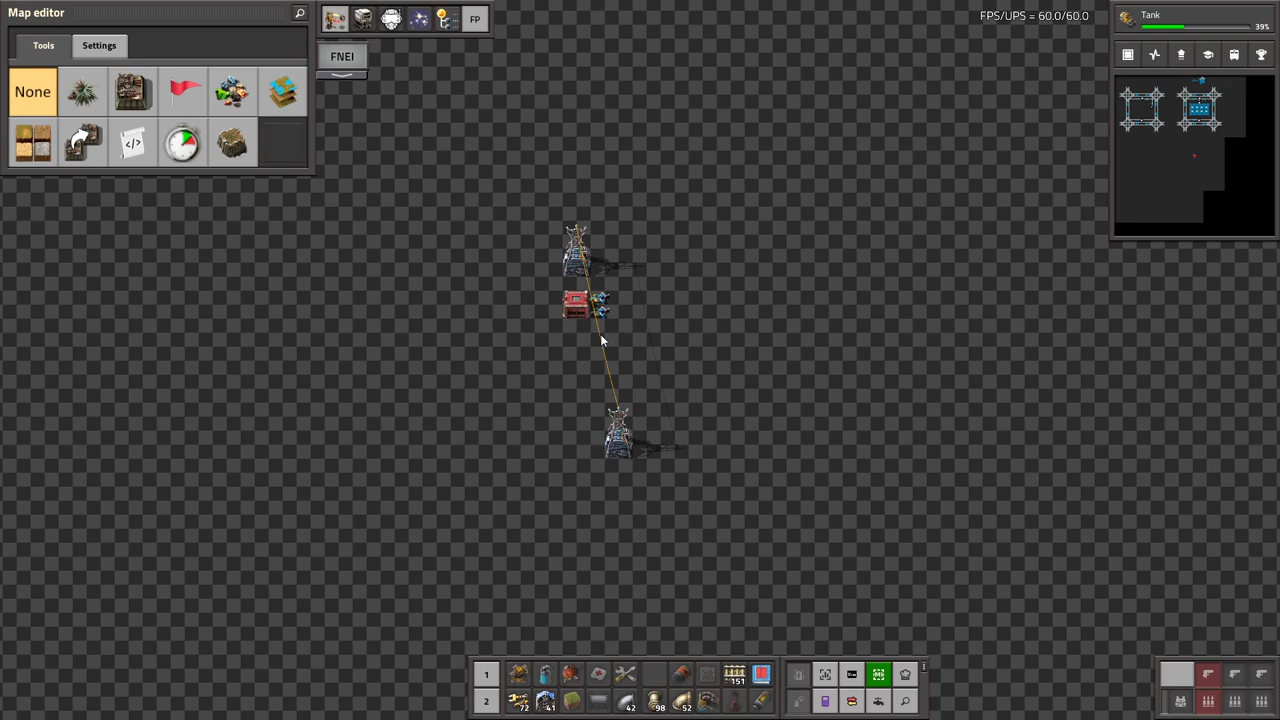 Map editor
Tools Settings
None
FP
FNEI
FPS/UPS = 60.0/60.0
Tank
39%
1
151
2
72 41 42 98 52